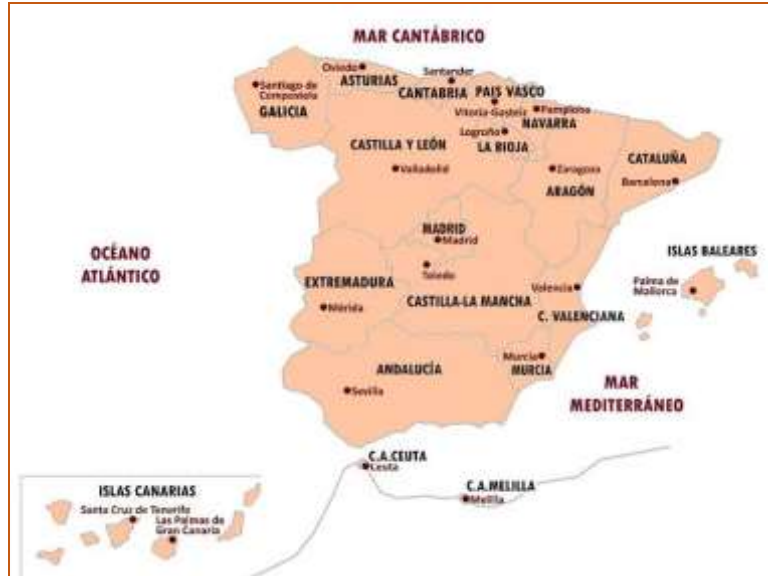 MAR CANTÁBRICO
Oviedo
ASTURIAS
Santander
CANTABRIA
PAIS VASCO
Santiago de
Compostela
GALICIA
Vitoria-Gasteiz
Pamplona
NAVARRA
Logroño
LA RIOJA
CASTILLA Y LEÓN
Valladolid
Zaragoza
ARAGÓN
CATALUÑA
Barcelona
MADRID
Madrid
OCÉANO
ATLÁNTICO
ISLAS BALEARES
Palma de
Mallorca
EXTREMADURA
Toledo
Valencia
Mérida
CASTILLA-LA MANCHA
C. VALENCIANA
Murcia
MURCIA
ANDALUCÍA
Sevilla
MAR
MEDITERRÁNEO
C.A.CEUTA
Ceuta
C.A.MELILLA
Melilla
ISLAS CANARIAS
Santa Cruz de Tenerife
Las Palmas de
Gran Canaria